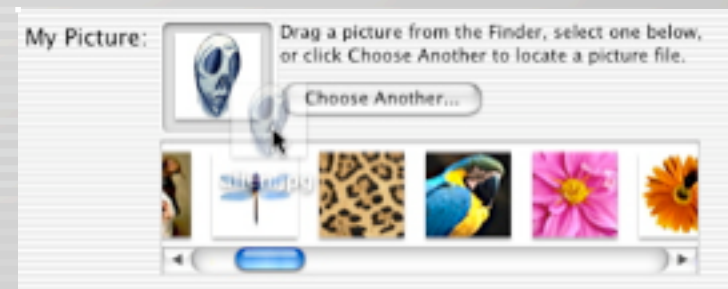 My Picture:
Drag a picture from the Finder, select one below,
or click Choose Another to locate a picture file.
Choose Another...